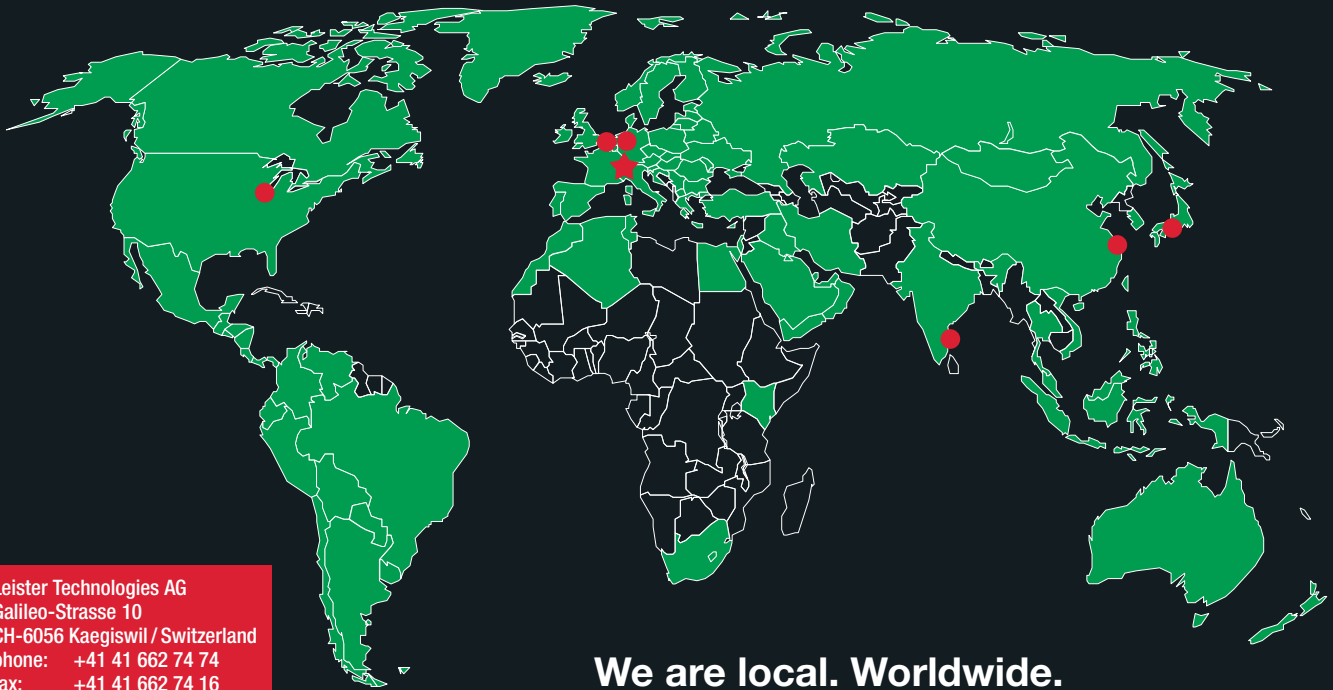 Leister Technologies AG
Galileo-Strasse 10
CH-6056 Kaegiswil / Switzerland
phone: +41 41 662 74 74
fax: +41 41 662 74 16
We are local. Worldwide.